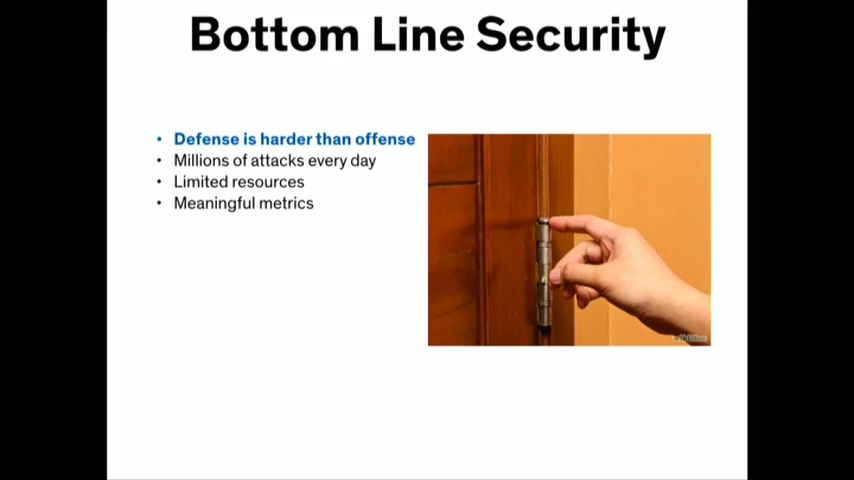 Bottom Line Security
• Defense is harder than offense
• Millions of attacks every day
• Limited resources
• Meaningful metrics